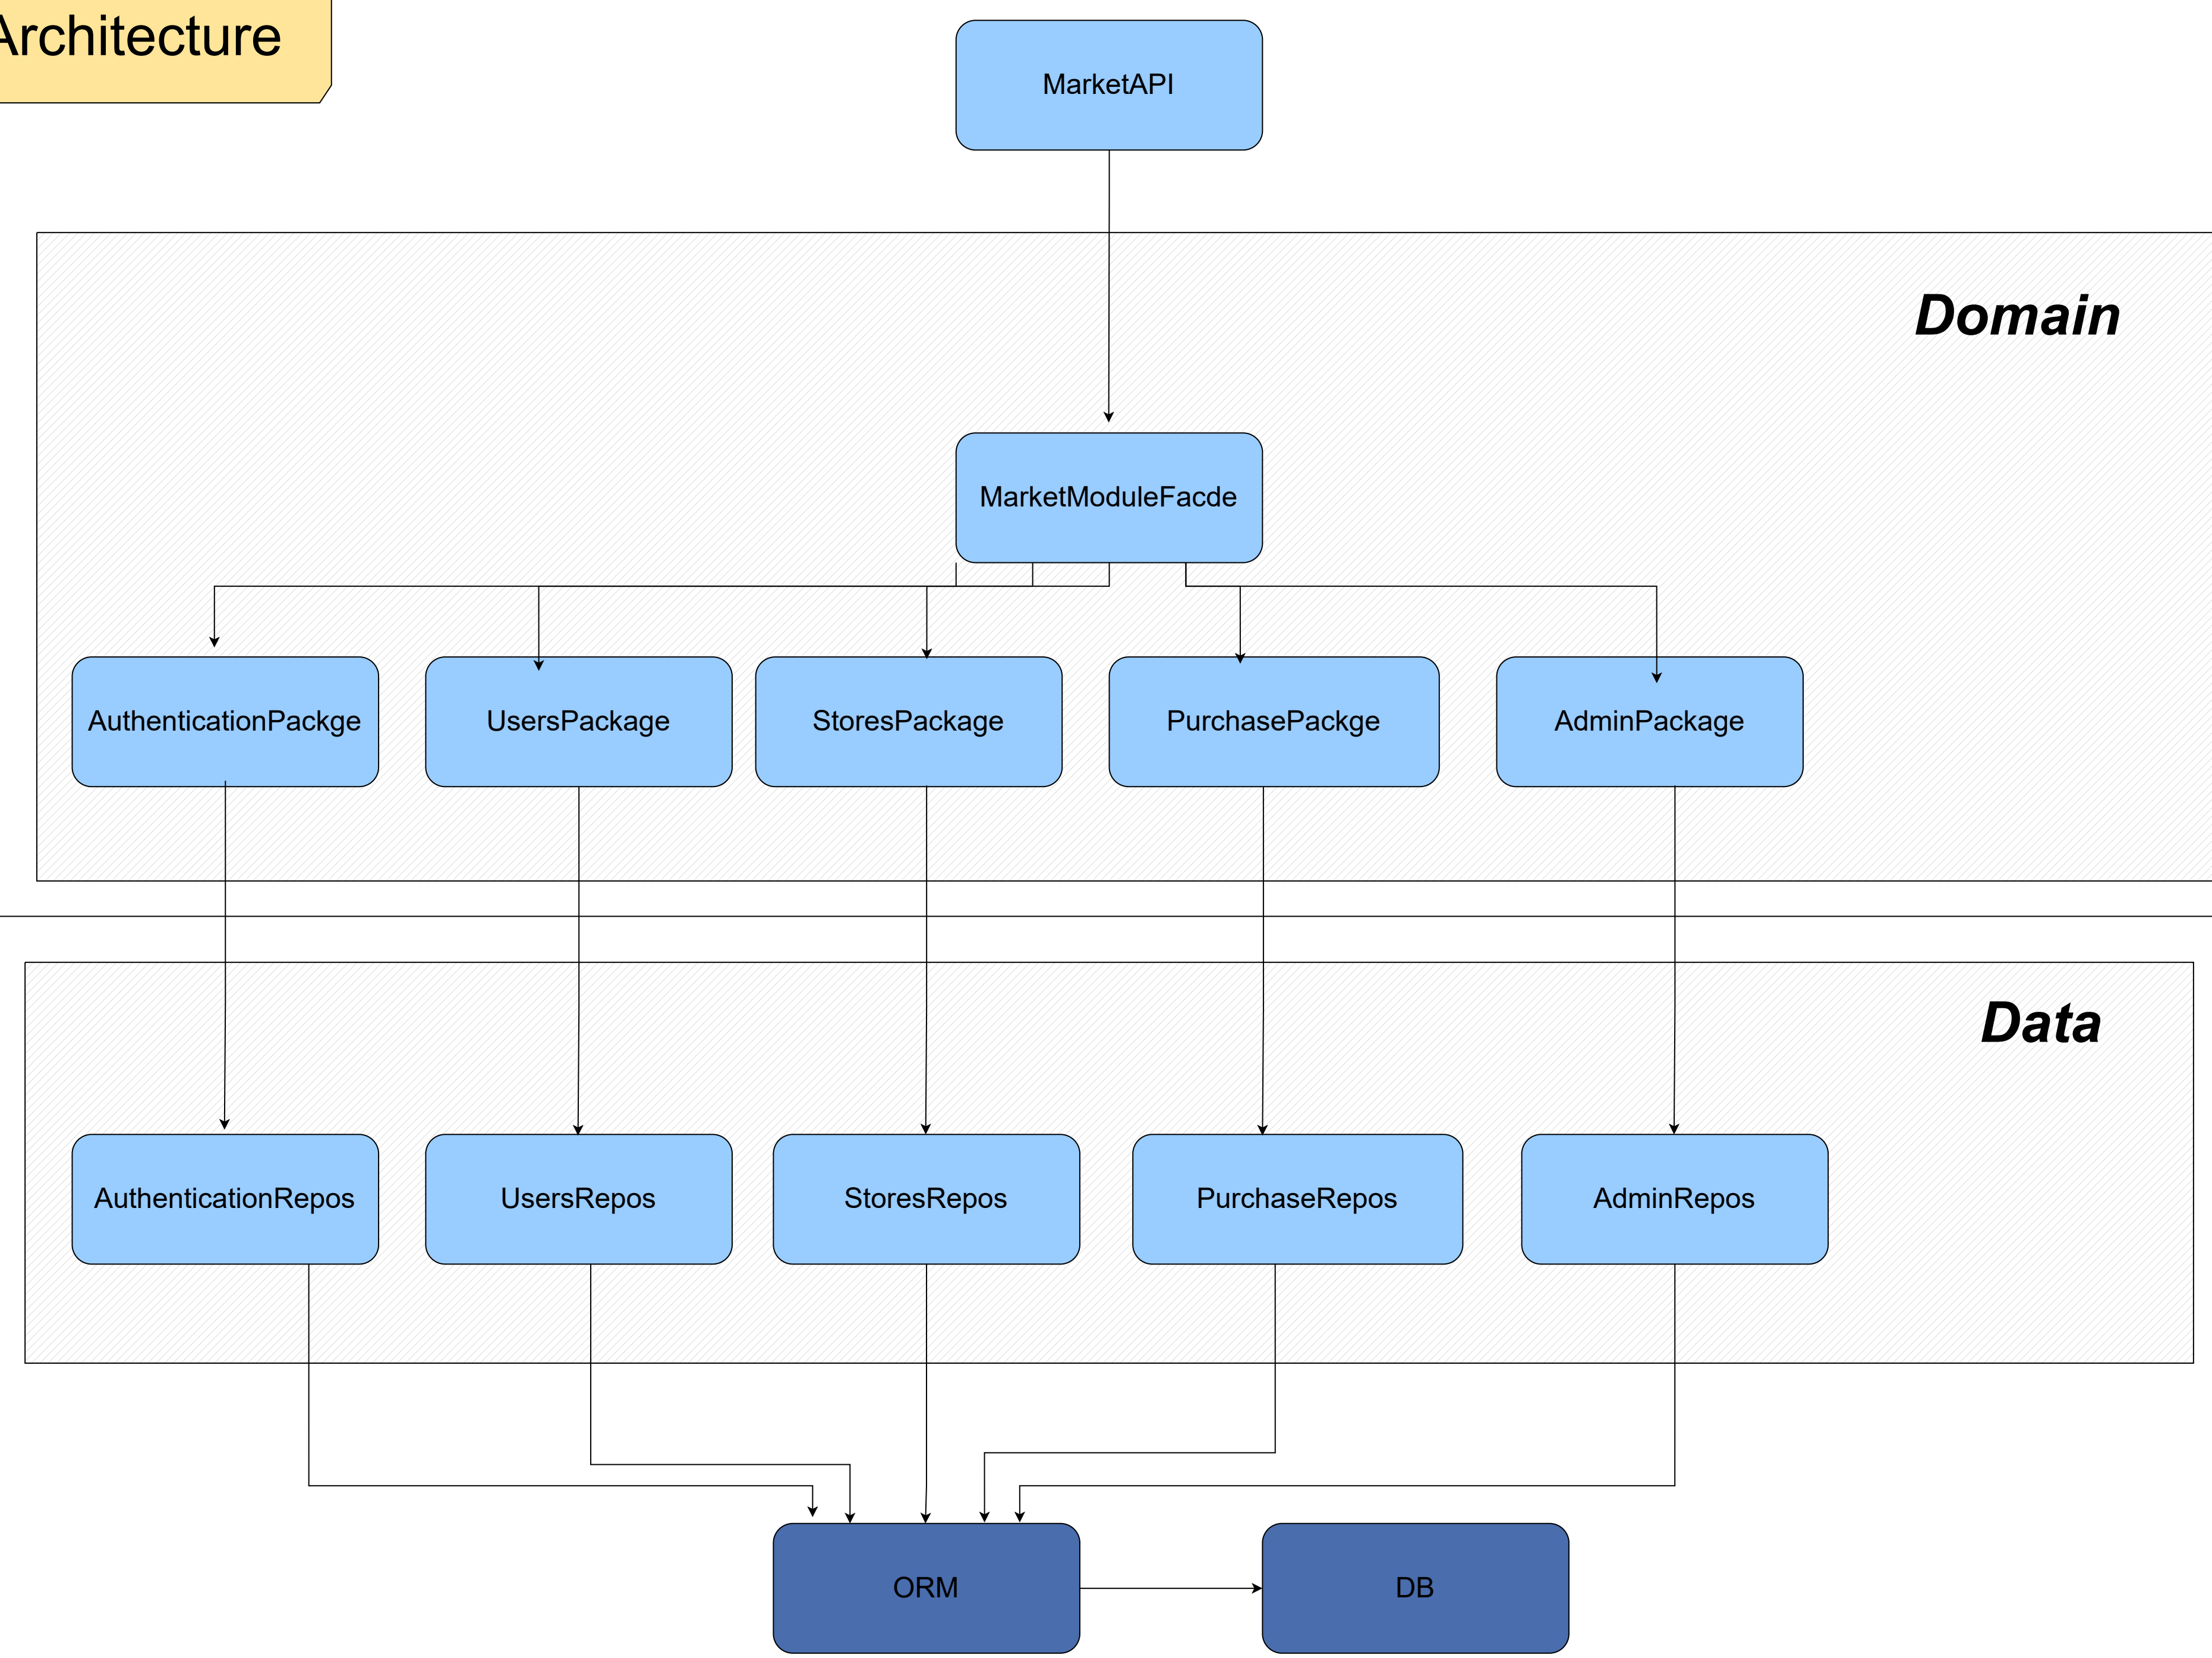 Architecture
MarketAPI
Domain
MarketModuleFacde
AuthenticationPackge
UsersPackage
StoresPackage
PurchasePackge
AdminPackage
Data
AuthenticationRepos
UsersRepos
StoresRepos
PurchaseRepos
AdminRepos
ORM
DB